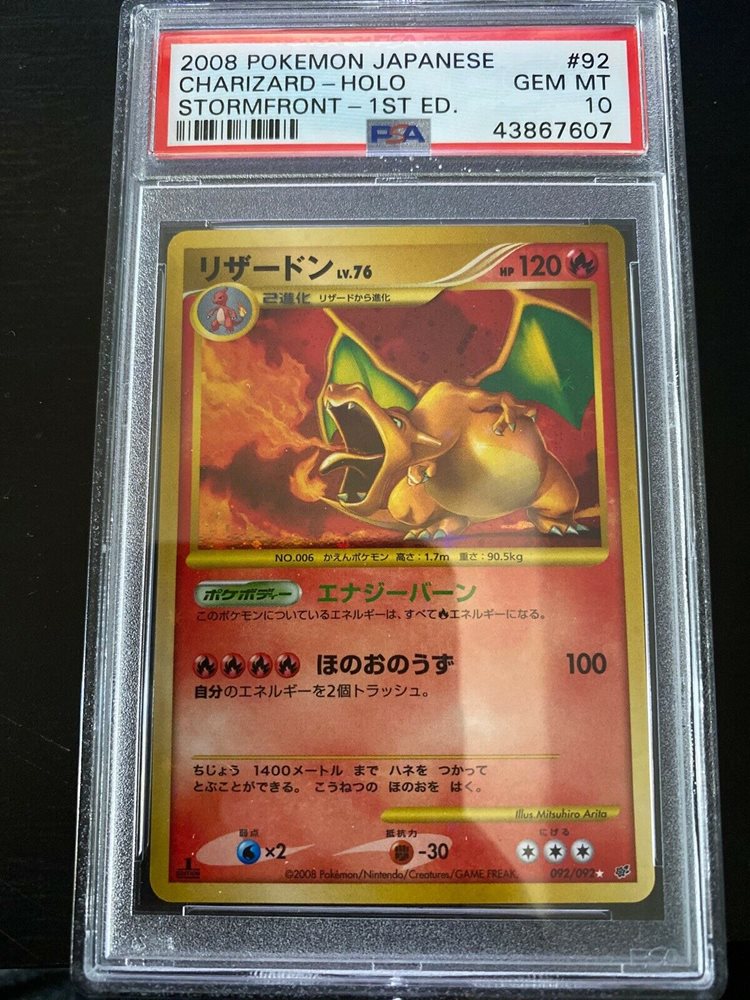 2008 POKEMON JAPANESE #92
CHARIZARD - HOLO GEM MT
STORMFRONT - 1ST ED. 10
PSA 43867607
リザードン LV.76 HP 120
2進化 リザードから進化
NO.006 かえんポケモン 高さ:1.7m 重さ:90.5kg
ポケボディー エナジーバーン
このポケモンについているエネルギーは、すべて エネルギーになる。
ほのおのうず 100
自分のエネルギーを2個トラッシュ。
ちじょう 1400メートル まで ハネを つかって
とぶことができる。 こうねつの ほのおを はく。
Illus. Mitsuhiro Arita
弱点 抵抗力 にげる
×2 -30
1 EDITION
©2008 Pokémon/Nintendo/Creatures/GAME FREAK. 092/092★
PSA